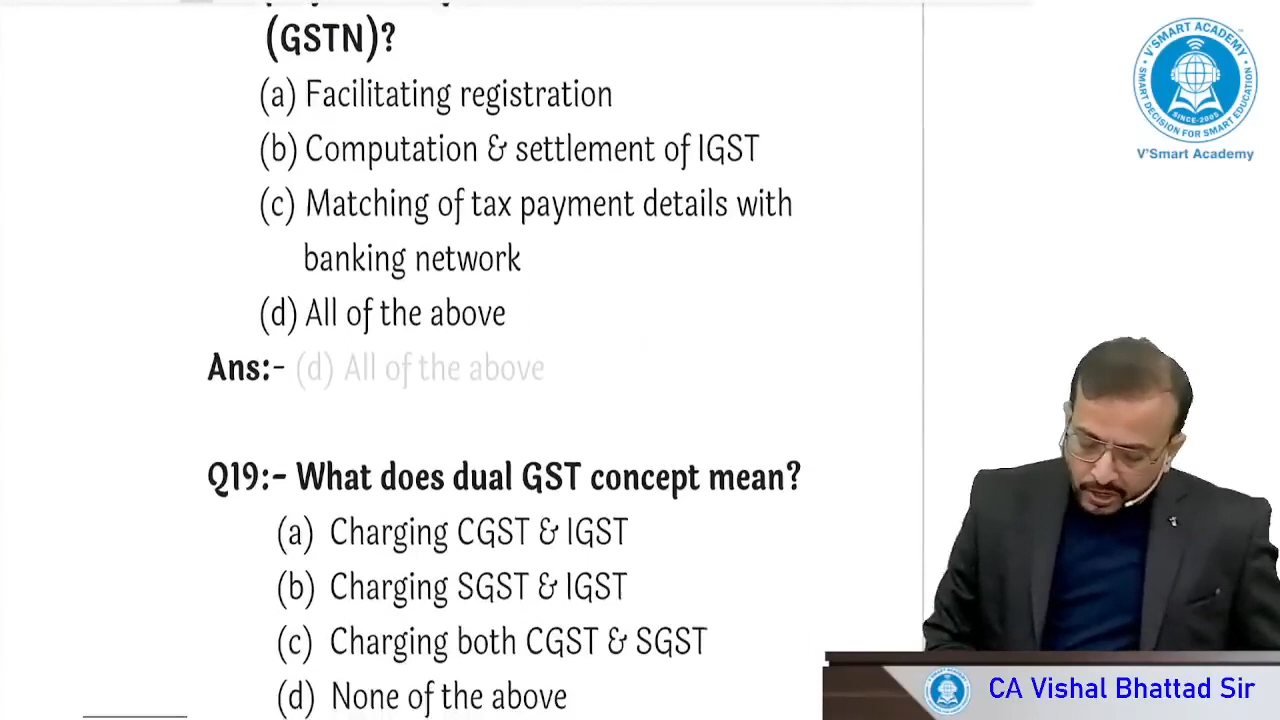 (GSTN)?
(a) Facilitating registration
(b) Computation & settlement of IGST
(c) Matching of tax payment details with
banking network
(d) All of the above
Ans:- (d) All of the above
Q19:- What does dual GST concept mean?
(a) Charging CGST & IGST
(b) Charging SGST & IGST
(c) Charging both CGST & SGST
(d) None of the above
V'SMART ACADEMY
SMART DECISION FOR SMART EDUCATION
SINCE-2005
V'Smart Academy
CA Vishal Bhattad Sir